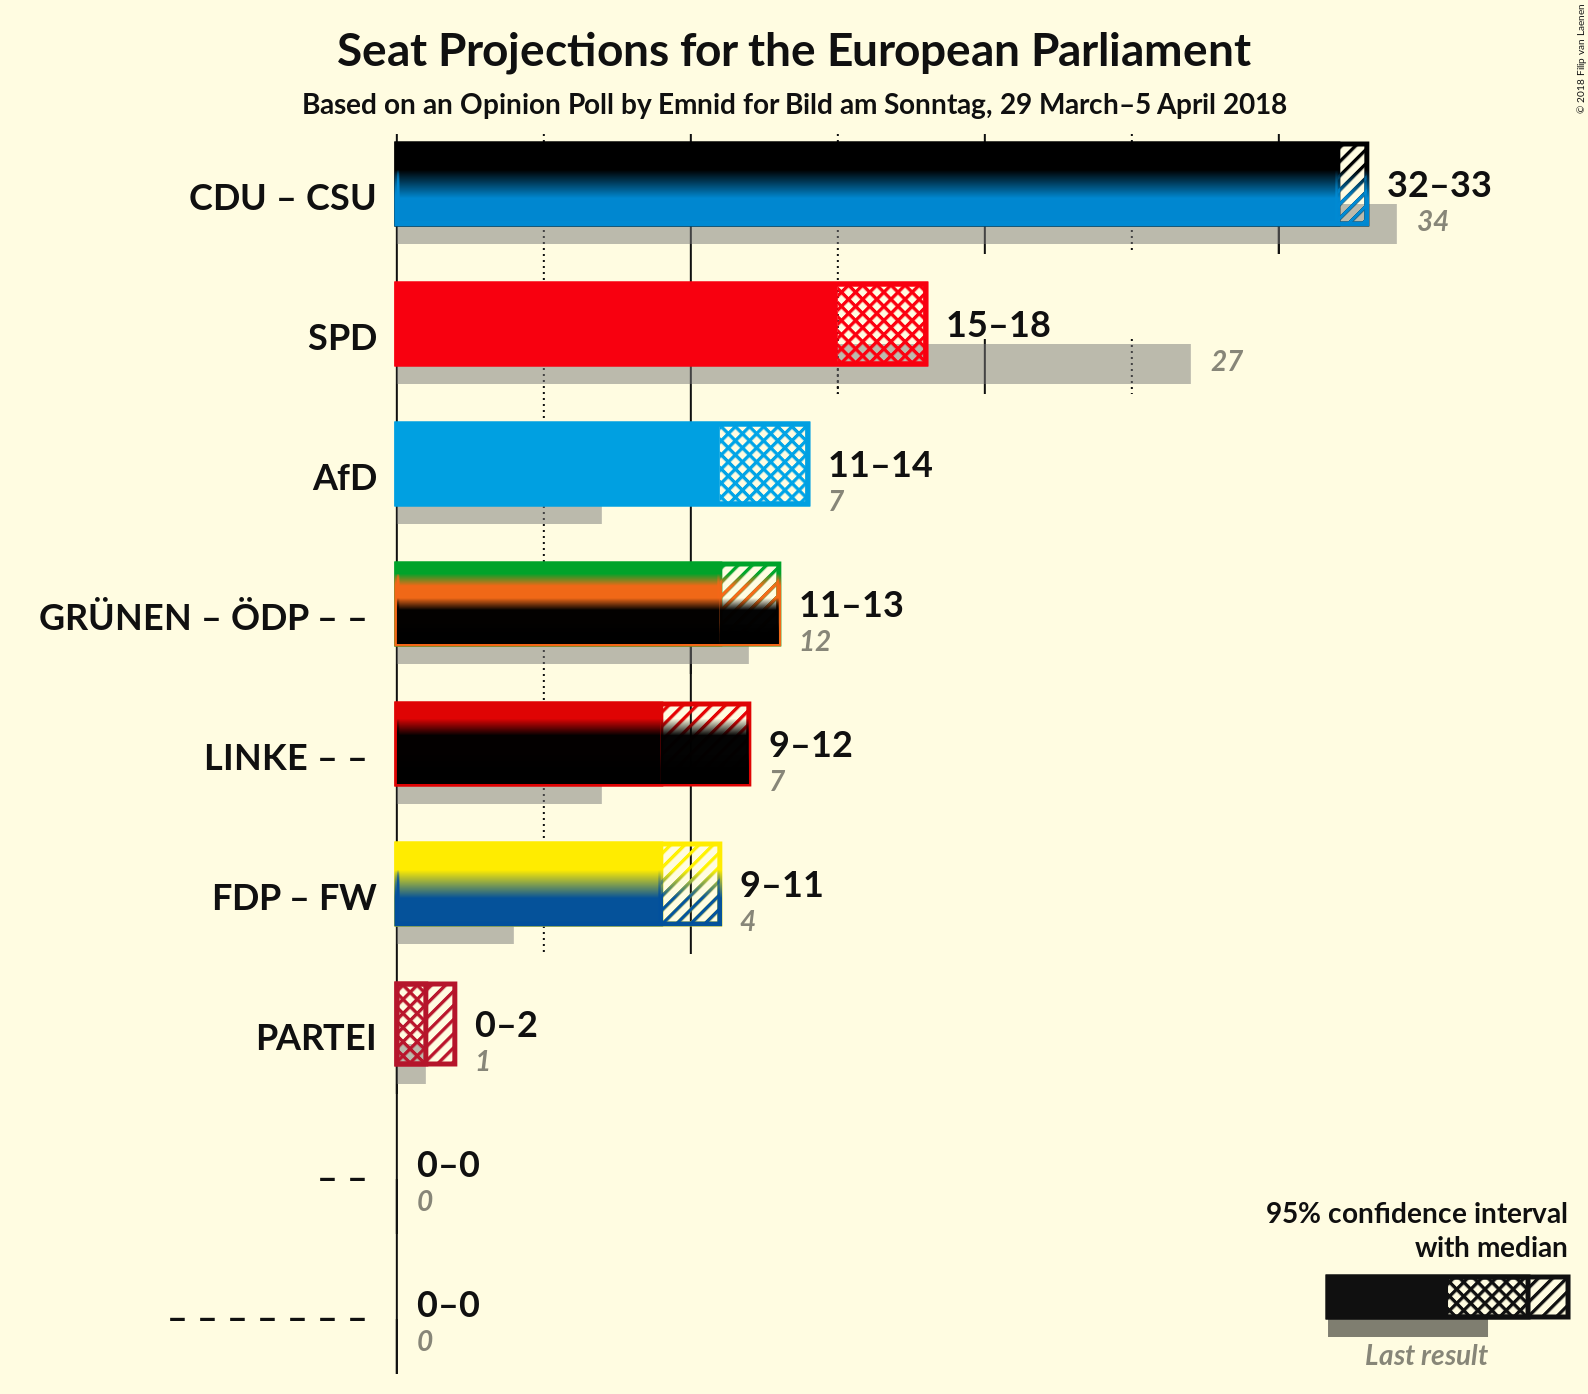 Seat Projections for the European Parliament
Based on an Opinion Poll by Emnid for Bild am Sonntag, 29 March–5 April 2018
© 2018 Filip van Laenen
CDU – CSU
32–33
34
SPD
15–18
27
AfD
11–14
7
GRÜNEN – ÖDP – –
11–13
12
LINKE – –
9–12
7
FDP – FW
9–11
4
PARTEI
0–2
1
– –
0–0
0
– – – – – – –
0–0
0
95% confidence interval
with median
Last result